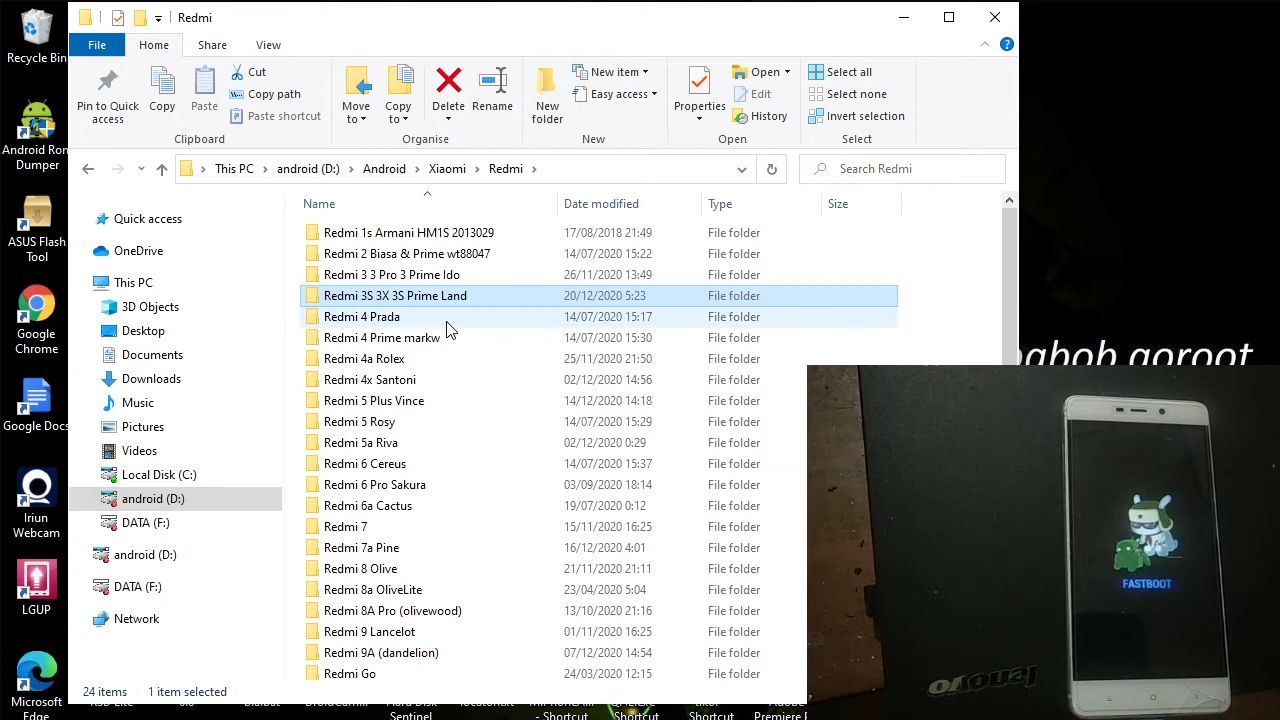 Redmi
File
Home
Share
View
Pin to Quick access
Copy
Paste
Cut
Copy path
Paste shortcut
Clipboard
Move to
Copy to
Delete
Rename
Organise
New folder
New item
Easy access
New
Properties
Open
Edit
History
Open
Select all
Select none
Invert selection
Select
This PC
android (D:)
Android
Xiaomi
Redmi
Search Redmi
Name
Date modified
Type
Size
Redmi 1s Armani HM1S 2013029 17/08/2018 21:49 File folder
Redmi 2 Biasa & Prime wt88047 14/07/2020 15:22 File folder
Redmi 3 3 Pro 3 Prime Ido 26/11/2020 13:49 File folder
Redmi 3S 3X 3S Prime Land 20/12/2020 5:23 File folder
Redmi 4 Prada 14/07/2020 15:17 File folder
Redmi 4 Prime markw 14/07/2020 15:30 File folder
Redmi 4a Rolex 25/11/2020 21:50 File folder
Redmi 4x Santoni 02/12/2020 14:56 File folder
Redmi 5 Plus Vince 14/12/2020 14:18 File folder
Redmi 5 Rosy 14/07/2020 15:29 File folder
Redmi 5a Riva 02/12/2020 0:29 File folder
Redmi 6 Cereus 14/07/2020 15:37 File folder
Redmi 6 Pro Sakura 03/09/2020 18:14 File folder
Redmi 6a Cactus 19/07/2020 0:12 File folder
Redmi 7 15/11/2020 16:25 File folder
Redmi 7a Pine 16/12/2020 4:01 File folder
Redmi 8 Olive 21/11/2020 21:11 File folder
Redmi 8a OliveLite 23/04/2020 5:04 File folder
Redmi 8A Pro (olivewood) 13/10/2020 21:16 File folder
Redmi 9 Lancelot 01/11/2020 16:25 File folder
Redmi 9A (dandelion) 07/12/2020 14:54 File folder
Redmi Go 24/03/2020 12:15 File folder
Quick access
OneDrive
This PC
3D Objects
Desktop
Documents
Downloads
Music
Pictures
Videos
Local Disk (C:)
android (D:)
DATA (F:)
android (D:)
DATA (F:)
Network
24 items
1 item selected
Recycle Bin
Android Rom
Dumper
ASUS Flash
Tool
Google
Chrome
Google Docs
Iriun
Webcam
LGUP
Microsoft
Edge
goroot
FASTBOOT
lenovo
Sentinel
Shortcut
Shortcut
Shortcut